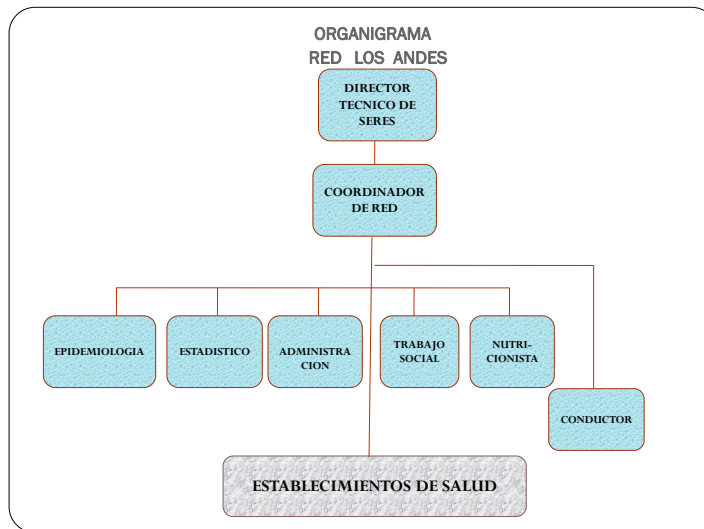 ORGANIGRAMA
RED LOS ANDES
DIRECTOR
TECNICO DE
SERES
COORDINADOR
DE RED
EPIDEMIOLOGIA
ESTADISTICO
ADMINISTRA
CION
TRABAJO
SOCIAL
NUTRI-
CIONISTA
CONDUCTOR
ESTABLECIMIENTOS DE SALUD